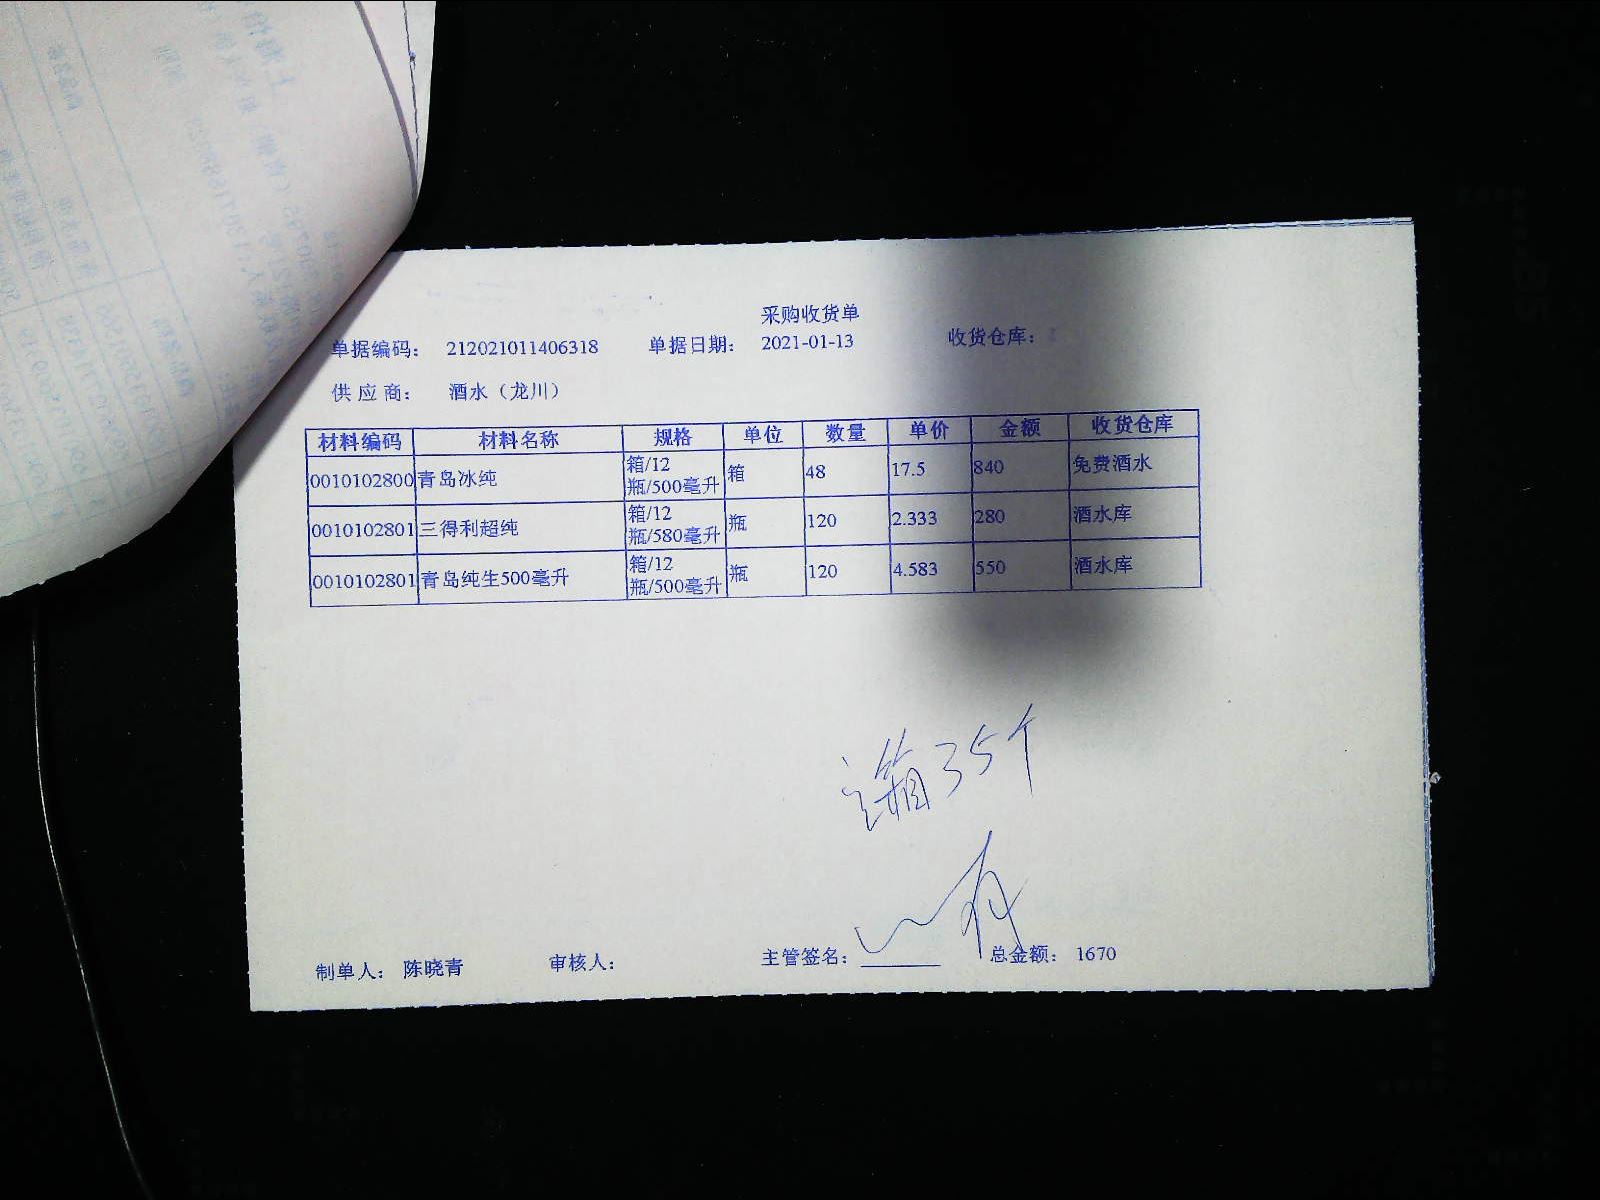 采购收货单
单据编码： 212021011406318 单据日期： 2021-01-13 收货仓库：
供 应 商： 酒水（龙川）
材料编码 材料名称 规格 单位 数量 单价 金额 收货仓库
0010102800 青岛冰纯 箱/12 瓶/500毫升 箱 48 17.5 840 免费酒水
0010102801 三得利超纯 箱/12 瓶/580毫升 瓶 120 2.333 280 酒水库
0010102801 青岛纯生500毫升 箱/12 瓶/500毫升 瓶 120 4.583 550 酒水库
箱35个
制单人： 陈晓青 审核人： 主管签名： 总金额： 1670